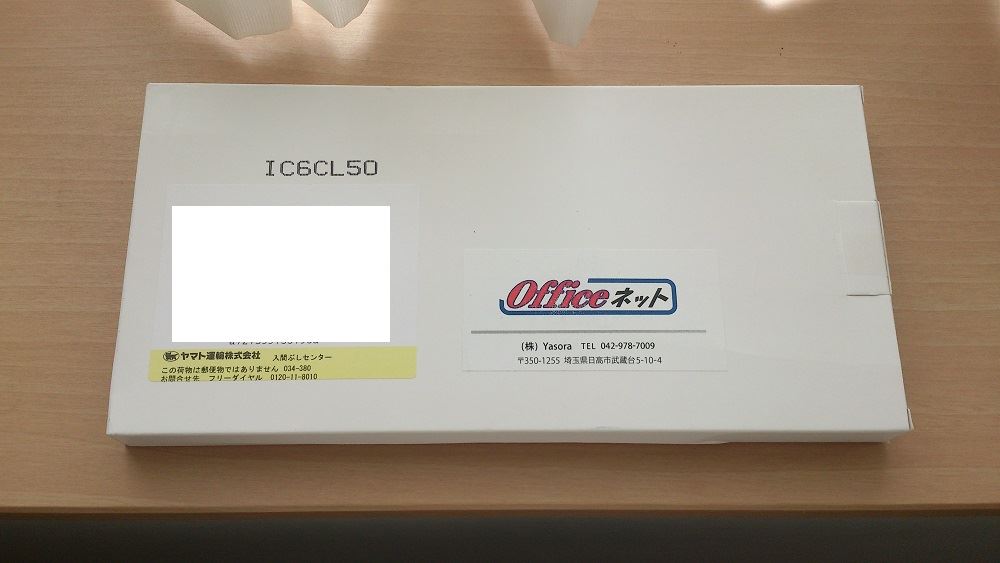 IC6CL50
ヤマト運輸株式会社 入間ぶしセンター
この荷物は郵便物ではありません 034-380
お問合せ先 フリーダイヤル 0120-11-8010
Officeネット
(株) Yasora TEL 042-978-7009
〒350-1255 埼玉県日高市武蔵台5-10-4